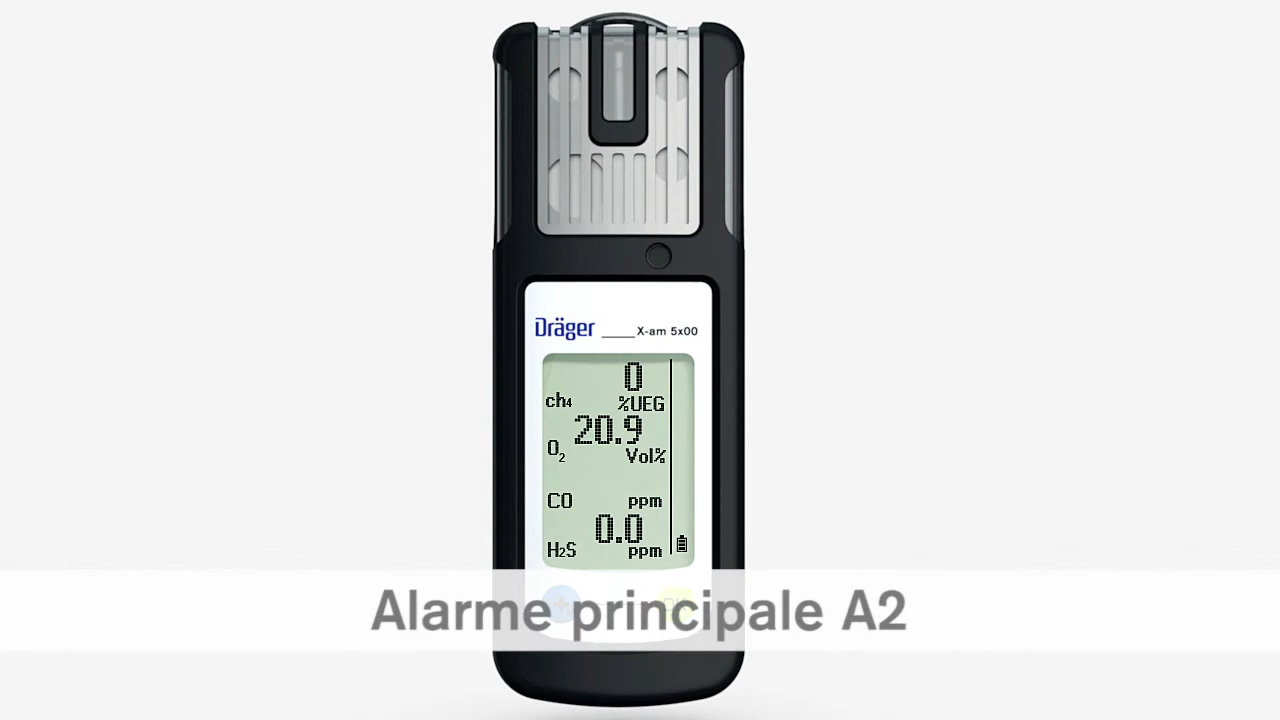 Dräger X-am 5x00
0
ch4 %UEG
20.9
O2 Vol%
CO ppm
0.0
H2S ppm
Alarme principale A2